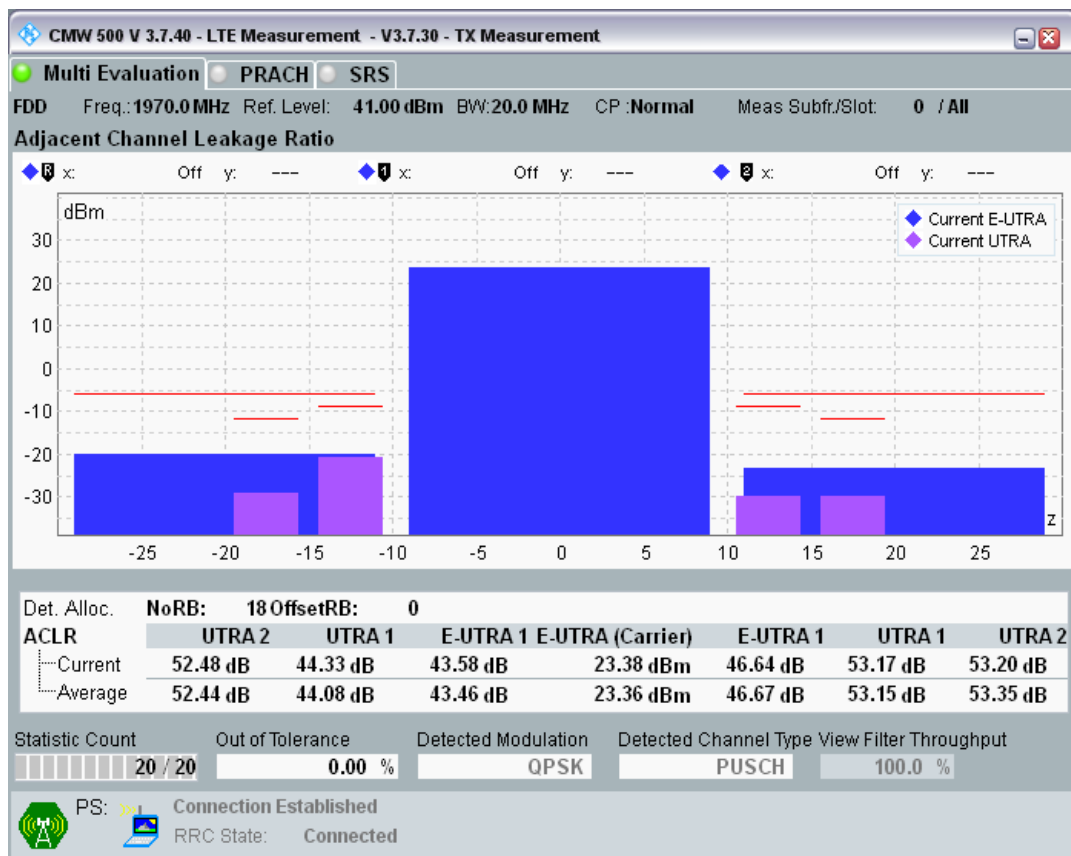 CMW 500 V 3.7.40 - LTE Measurement - V3.7.30 - TX Measurement
Multi Evaluation PRACH SRS
FDD Freq.:1970.0 MHz Ref. Level: 41.00 dBm BW:20.0 MHz CP :Normal Meas Subfr./Slot: 0 / All
Adjacent Channel Leakage Ratio
R x: Off y: --- 1 x: Off y: --- 2 x: Off y: ---
dBm
Current E-UTRA
Current UTRA
30
20
10
0
-10
-20
-30
z
-25 -20 -15 -10 -5 0 5 10 15 20 25
Det. Alloc. NoRB: 18 OffsetRB: 0
ACLR UTRA 2 UTRA 1 E-UTRA 1 E-UTRA (Carrier) E-UTRA 1 UTRA 1 UTRA 2
Current 52.48 dB 44.33 dB 43.58 dB 23.38 dBm 46.64 dB 53.17 dB 53.20 dB
Average 52.44 dB 44.08 dB 43.46 dB 23.36 dBm 46.67 dB 53.15 dB 53.35 dB
Statistic Count Out of Tolerance Detected Modulation Detected Channel Type View Filter Throughput
20 / 20 0.00 % QPSK PUSCH 100.0 %
PS: Connection Established
RRC State: Connected